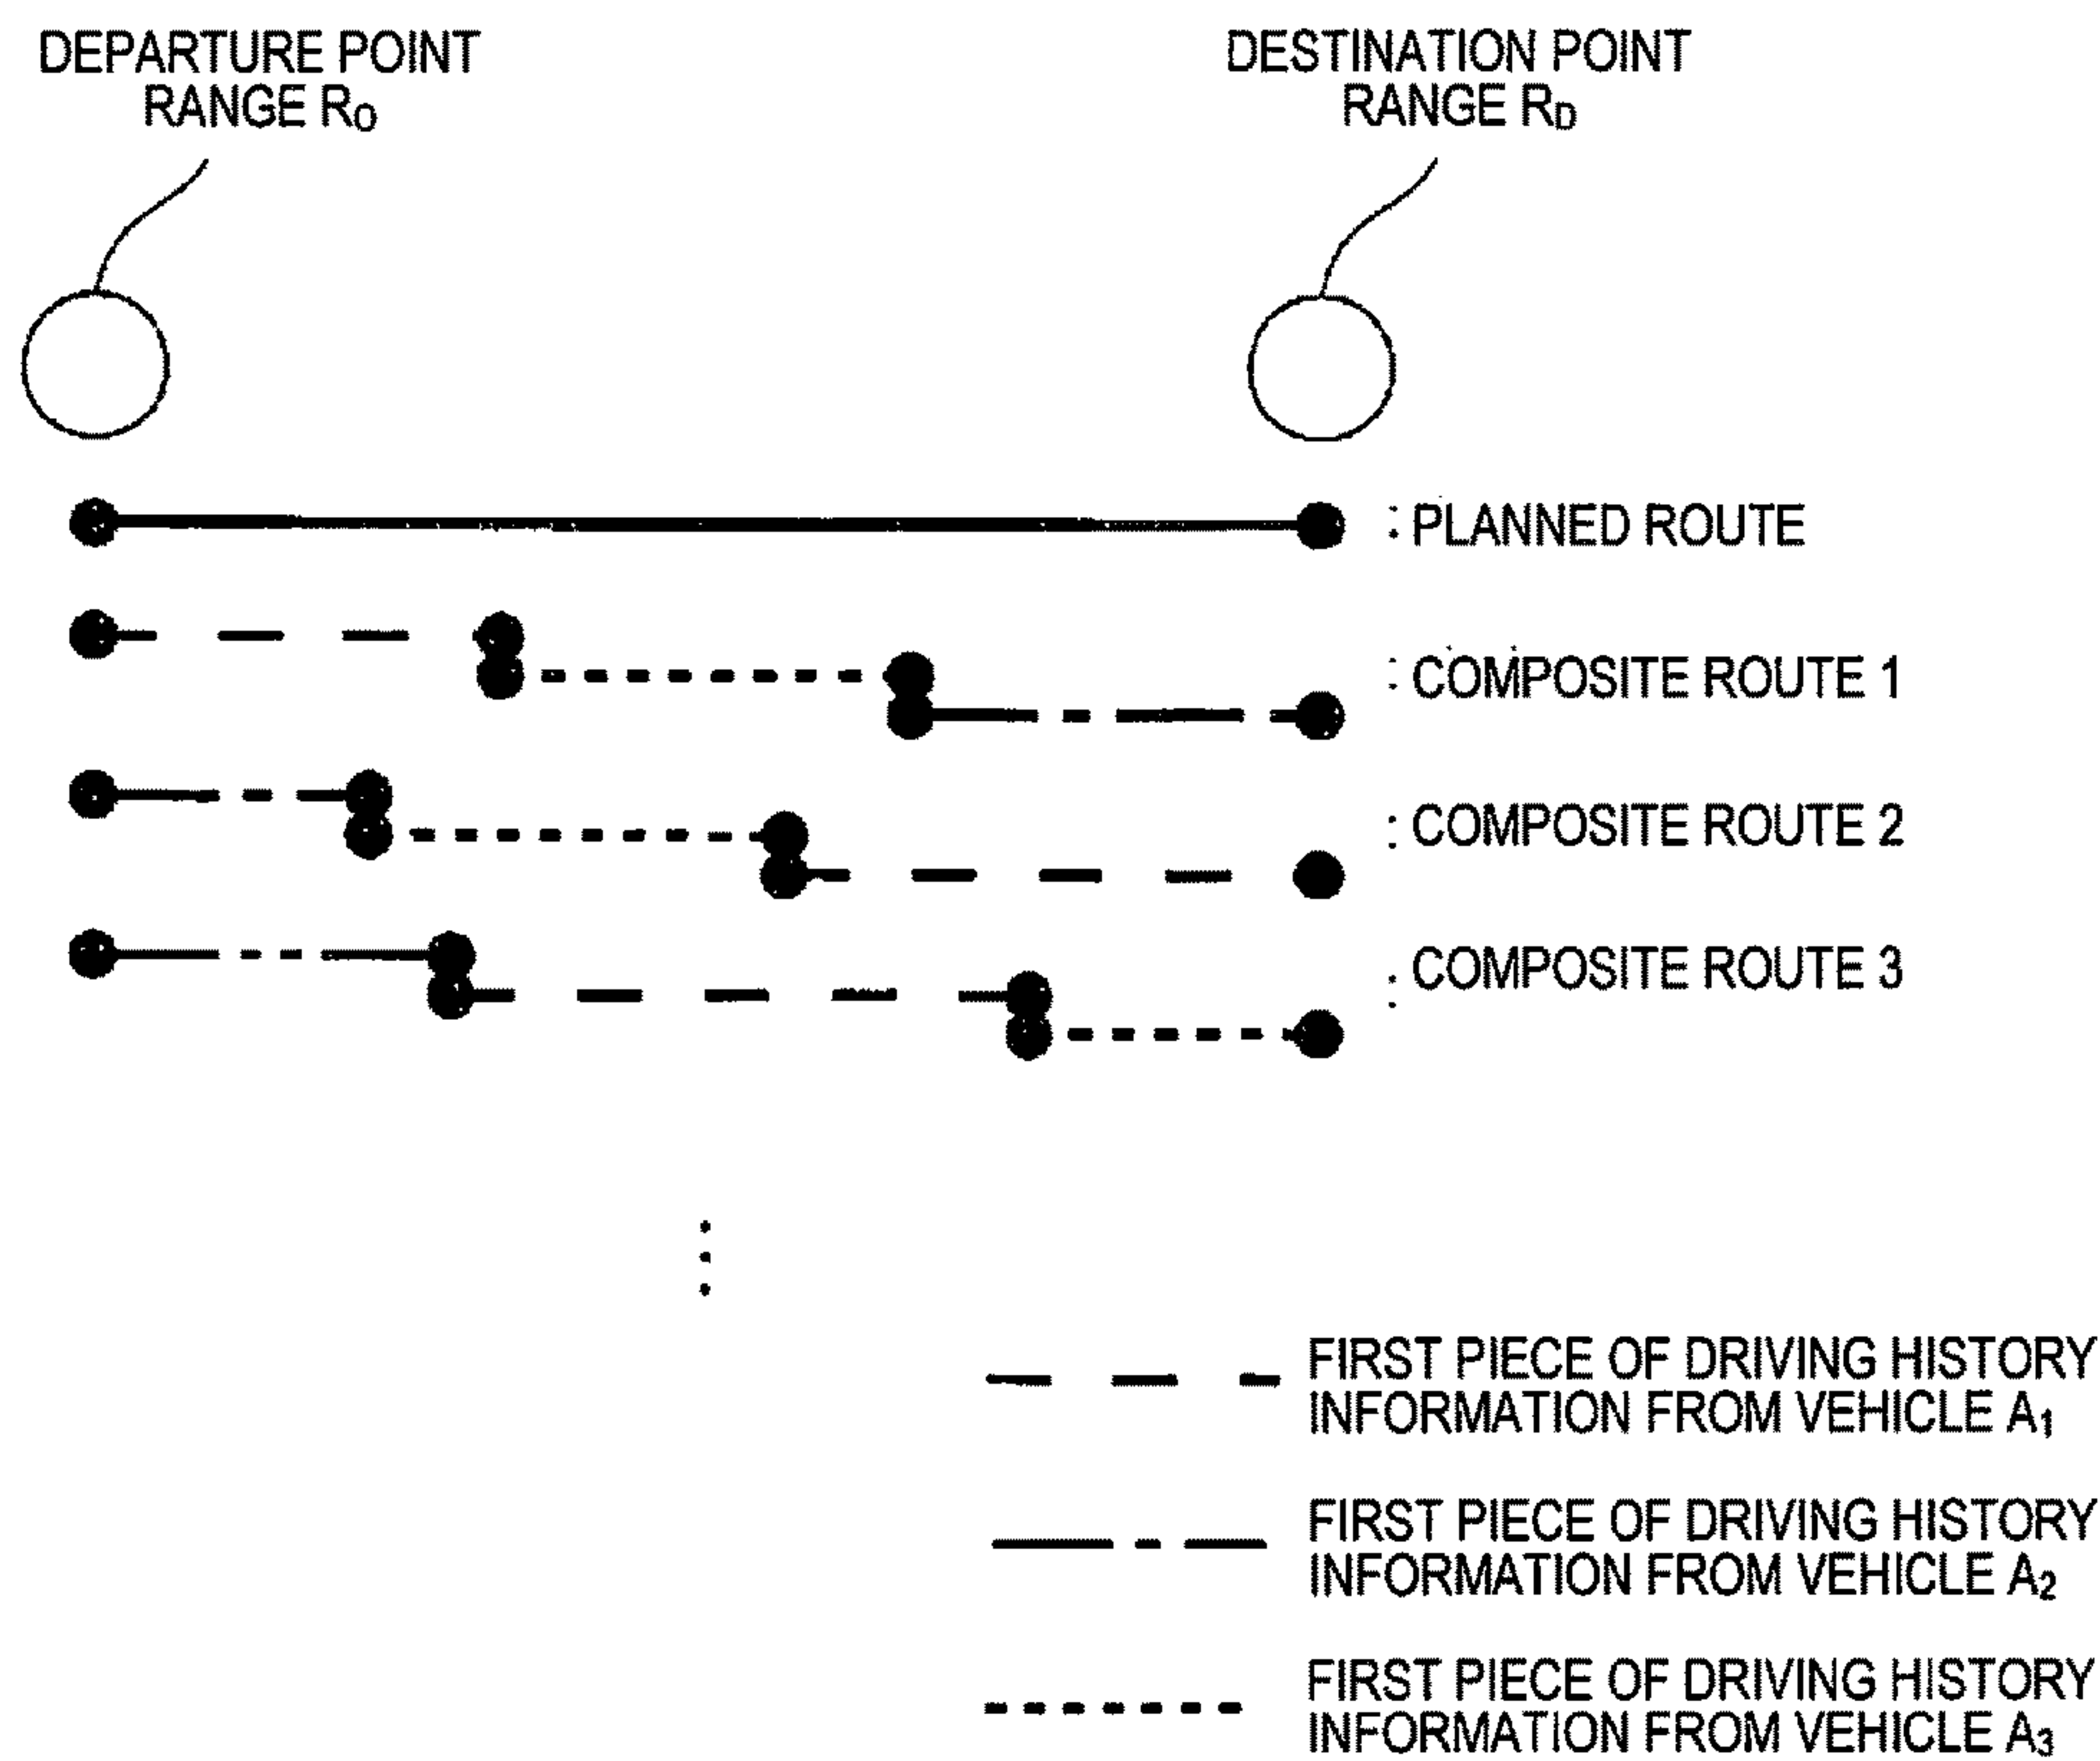 DEPARTURE POINT
RANGE RO
DESTINATION POINT
RANGE RD
: PLANNED ROUTE
: COMPOSITE ROUTE 1
: COMPOSITE ROUTE 2
: COMPOSITE ROUTE 3
FIRST PIECE OF DRIVING HISTORY
INFORMATION FROM VEHICLE A1
FIRST PIECE OF DRIVING HISTORY
INFORMATION FROM VEHICLE A2
FIRST PIECE OF DRIVING HISTORY
INFORMATION FROM VEHICLE A3